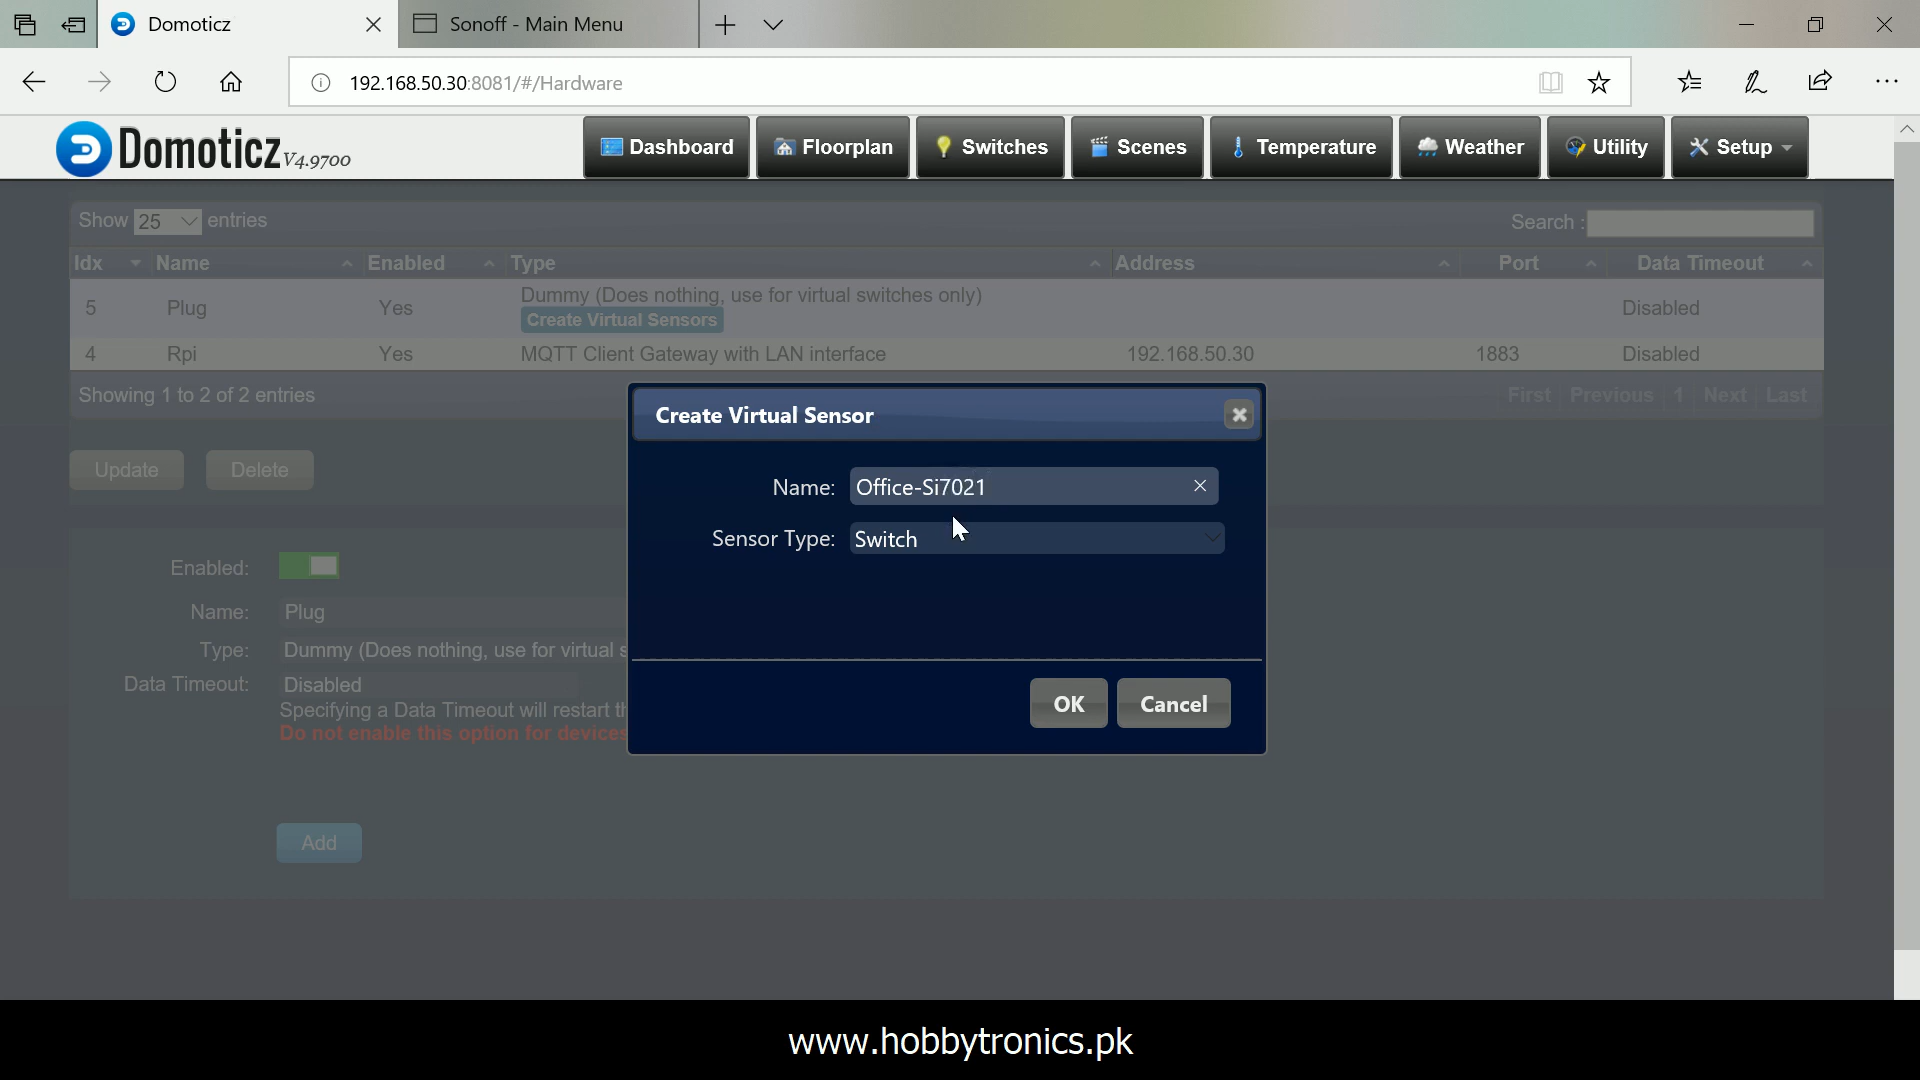 Domoticz
Sonoff - Main Menu
192.168.50.30:8081/#/Hardware
Domoticz V4.9700
Dashboard
Floorplan
Switches
Scenes
Temperature
Weather
Utility
Setup
Show 25 entries
Search :
Idx Name Enabled Type Address Port Data Timeout
5 Plug Yes Dummy (Does nothing, use for virtual switches only) Disabled
Create Virtual Sensors
4 Rpi Yes MQTT Client Gateway with LAN interface 192.168.50.30 1883 Disabled
Showing 1 to 2 of 2 entries
First Previous 1 Next Last
Create Virtual Sensor
Name: Office-Si7021
Sensor Type: Switch
OK
Cancel
Update
Delete
Enabled:
Name: Plug
Type: Dummy (Does nothing, use for virtual s
Data Timeout: Disabled
Specifying a Data Timeout will restart th
Do not enable this option for devices
Add
www.hobbytronics.pk